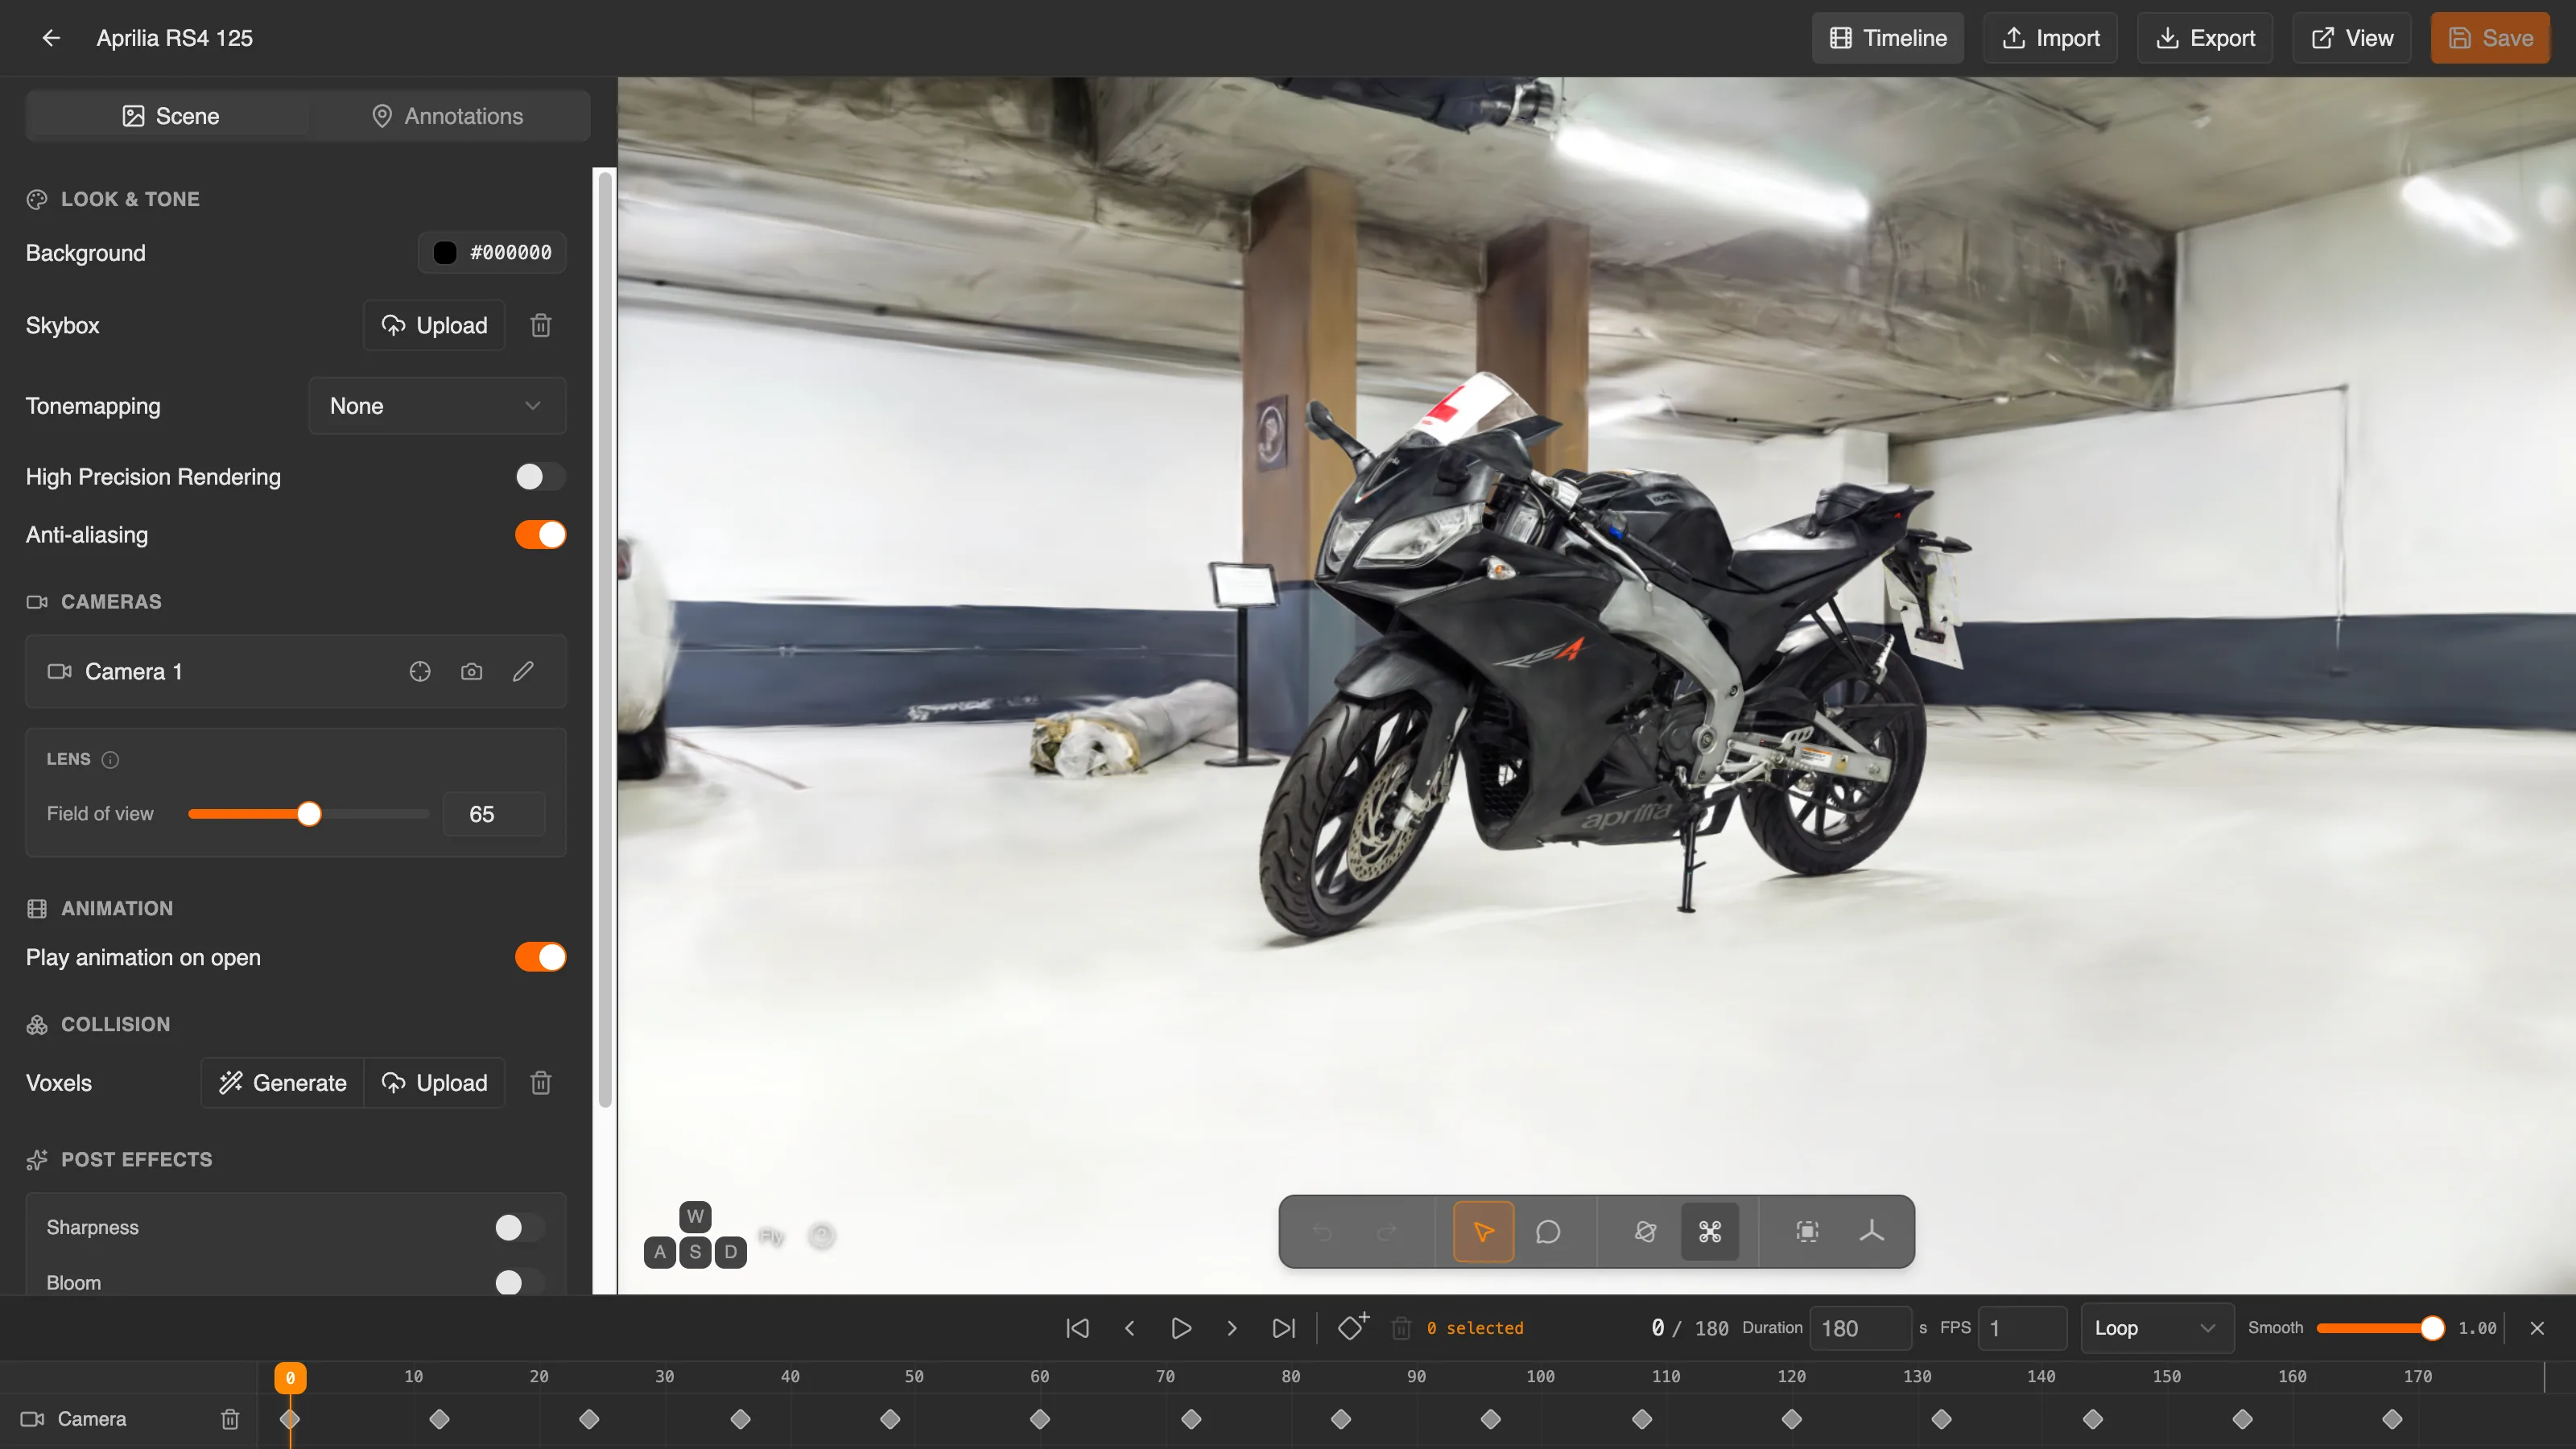 Aprilia RS4 125
Timeline
Import
Export
View
Save
Scene
Annotations
LOOK & TONE
Background
#000000
Skybox
Upload
Tonemapping
None
High Precision Rendering
Anti-aliasing
CAMERAS
Camera 1
LENS
Field of view
65
ANIMATION
Play animation on open
COLLISION
Voxels
Generate
Upload
POST EFFECTS
Sharpness
Bloom
RS4
aprilia
W
A S D
Fly
0 selected
0 / 180
Duration
180
s
FPS
1
Loop
Smooth
1.00
0 10 20 30 40 50 60 70 80 90 100 110 120 130 140 150 160 170
Camera